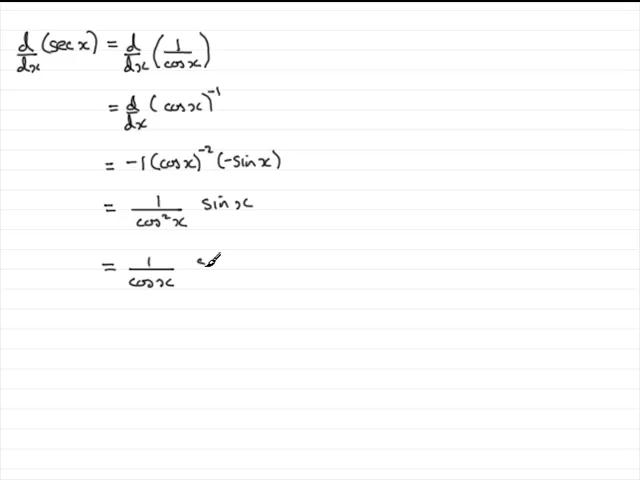 d/dx (sec x) = d/dx (1/cos x)
= d/dx (cos x)^-1
= -1 (cos x)^-2 (-sin x)
= 1/cos^2 x sin x
= 1/cos x s